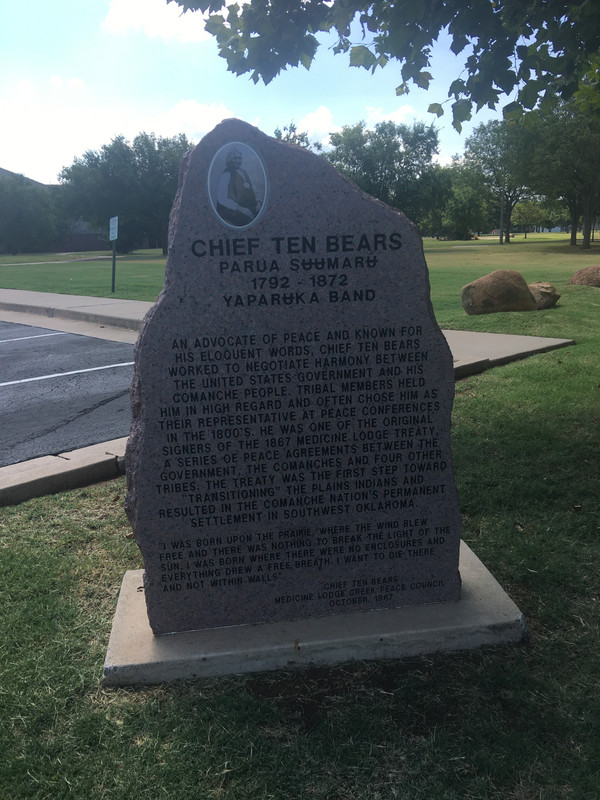 CHIEF TEN BEARS
PARUA SɄɄMARɄ
1792 - 1872
YAPARɄKA BAND
AN ADVOCATE OF PEACE AND KNOWN FOR
HIS ELOQUENT WORDS, CHIEF TEN BEARS
WORKED TO NEGOTIATE HARMONY BETWEEN
THE UNITED STATES GOVERNMENT AND HIS
COMANCHE PEOPLE. TRIBAL MEMBERS HELD
HIM IN HIGH REGARD AND OFTEN CHOSE HIM AS
THEIR REPRESENTATIVE AT PEACE CONFERENCES
IN THE 1800'S. HE WAS ONE OF THE ORIGINAL
SIGNERS OF THE 1867 MEDICINE LODGE TREATY,
A SERIES OF PEACE AGREEMENTS BETWEEN THE
GOVERNMENT, THE COMANCHES AND FOUR OTHER
TRIBES. THE TREATY WAS THE FIRST STEP TOWARD
"TRANSITIONING" THE PLAINS INDIANS AND
RESULTED IN THE COMANCHE NATION'S PERMANENT
SETTLEMENT IN SOUTHWEST OKLAHOMA.
"I WAS BORN UPON THE PRAIRIE, WHERE THE WIND BLEW
FREE AND THERE WAS NOTHING TO BREAK THE LIGHT OF THE
SUN. I WAS BORN WHERE THERE WERE NO ENCLOSURES AND
EVERYTHING DREW A FREE BREATH. I WANT TO DIE THERE
AND NOT WITHIN WALLS"
CHIEF TEN BEARS
MEDICINE LODGE CREEK PEACE COUNCIL
OCTOBER, 1867